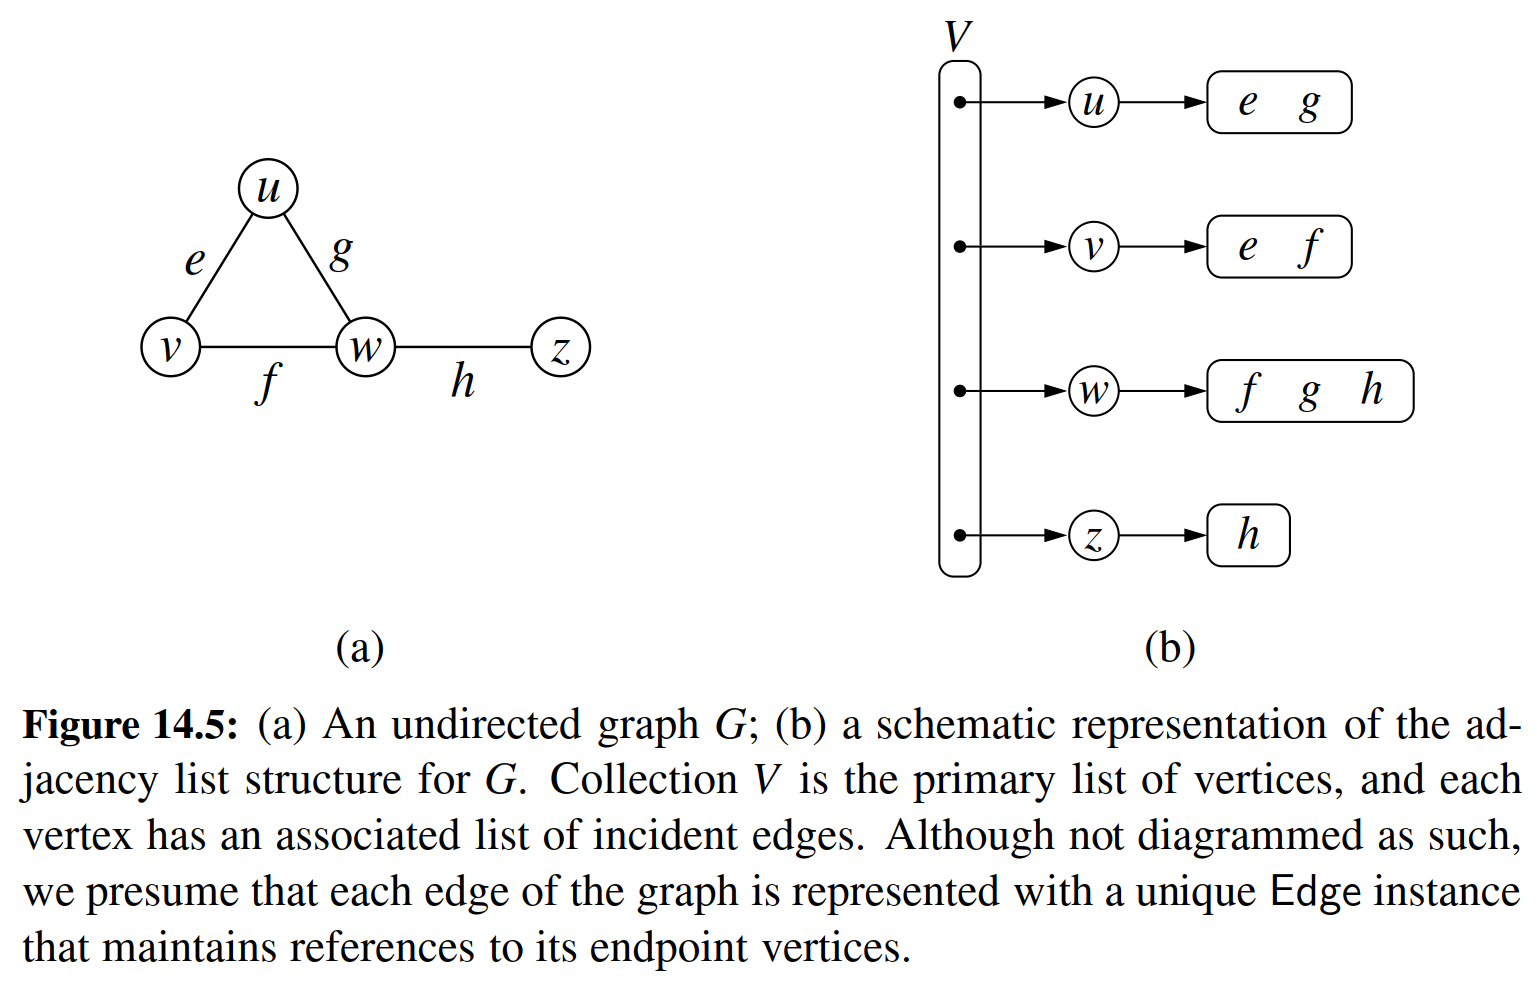 V
u e g
v e f
w f g h
z h
u
e g
v w z
f h
(a) (b)
Figure 14.5: (a) An undirected graph G; (b) a schematic representation of the ad-
jacency list structure for G. Collection V is the primary list of vertices, and each
vertex has an associated list of incident edges. Although not diagrammed as such,
we presume that each edge of the graph is represented with a unique Edge instance
that maintains references to its endpoint vertices.